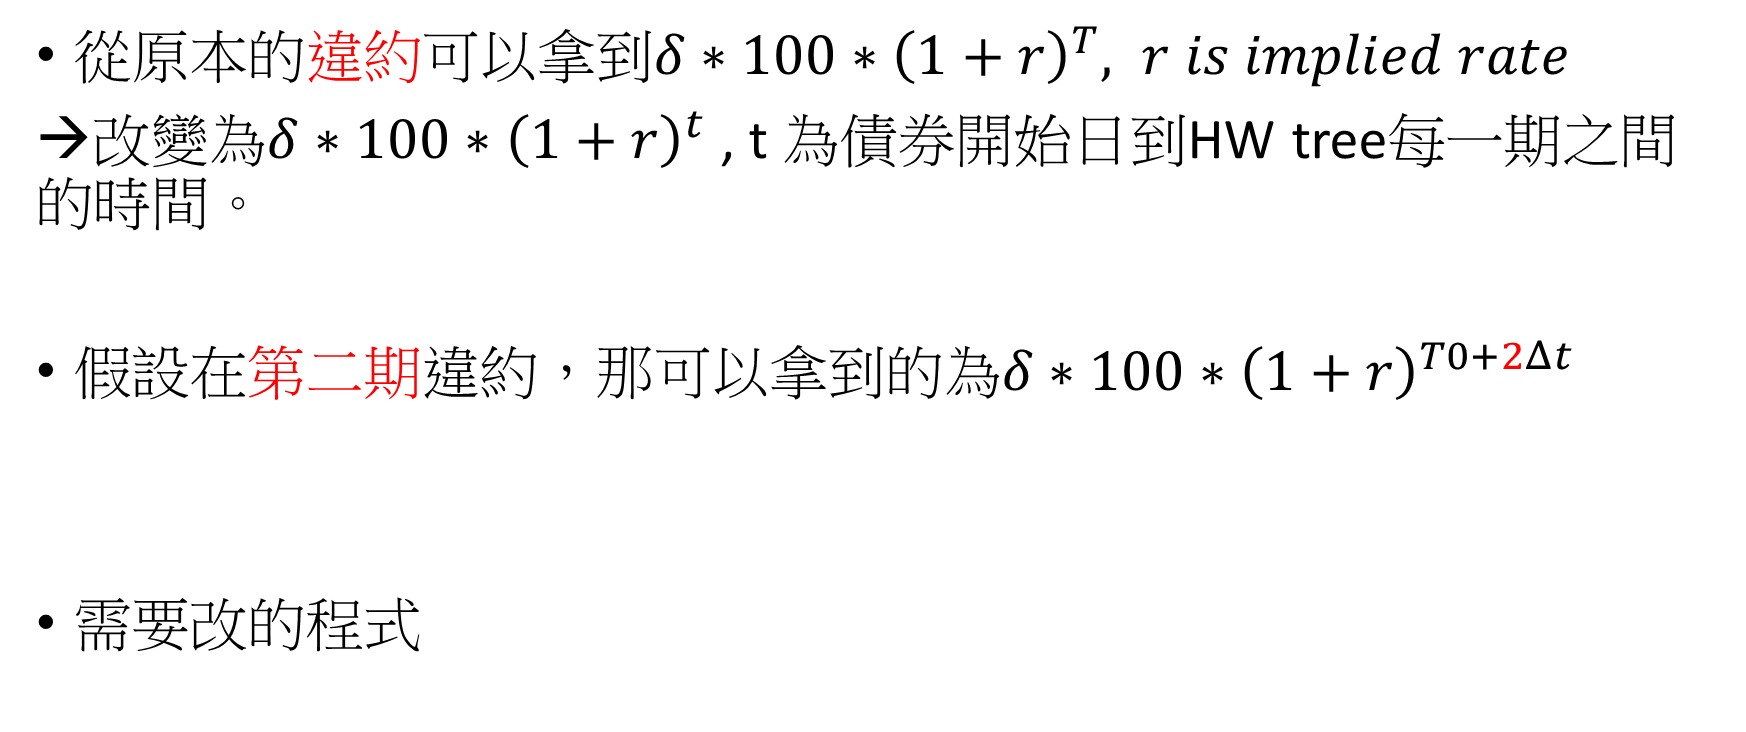 • 從原本的違約可以拿到δ ∗ 100 ∗ (1 + r)^T, r is implied rate
→改變為δ ∗ 100 ∗ (1 + r)^t , t 為債券開始日到HW tree每一期之間
的時間。
• 假設在第二期違約，那可以拿到的為δ ∗ 100 ∗ (1 + r)^{T0+2Δt}
• 需要改的程式